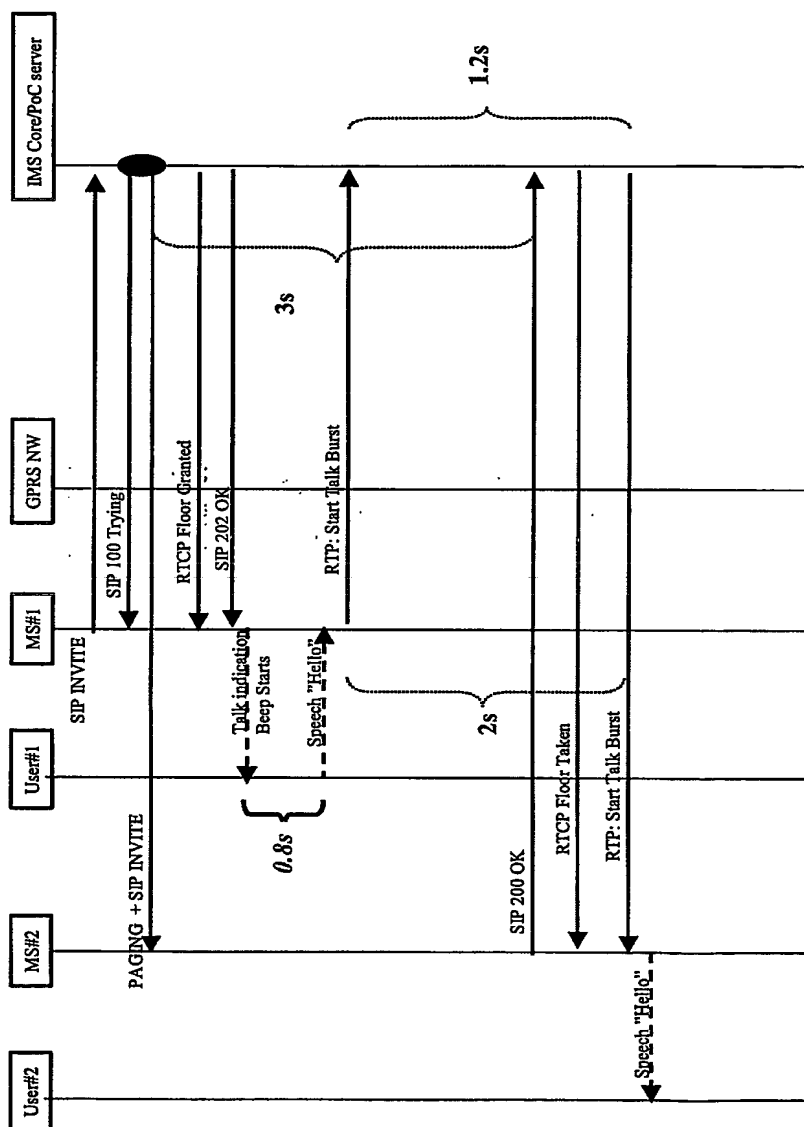 User#2
MS#2
User#1
MS#1
GPRS NW
IMS Core/PoC server
SIP INVITE
SIP 100 Trying
PAGING + SIP INVITE
RTCP Floor Granted
SIP 202 OK
Talk indication
Beep Starts
0.8s
Speech "Hello"
RTP: Start Talk Burst
3s
1.2s
2s
SIP 200 OK
RTCP Floor Taken
RTP: Start Talk Burst
Speech "Hello"